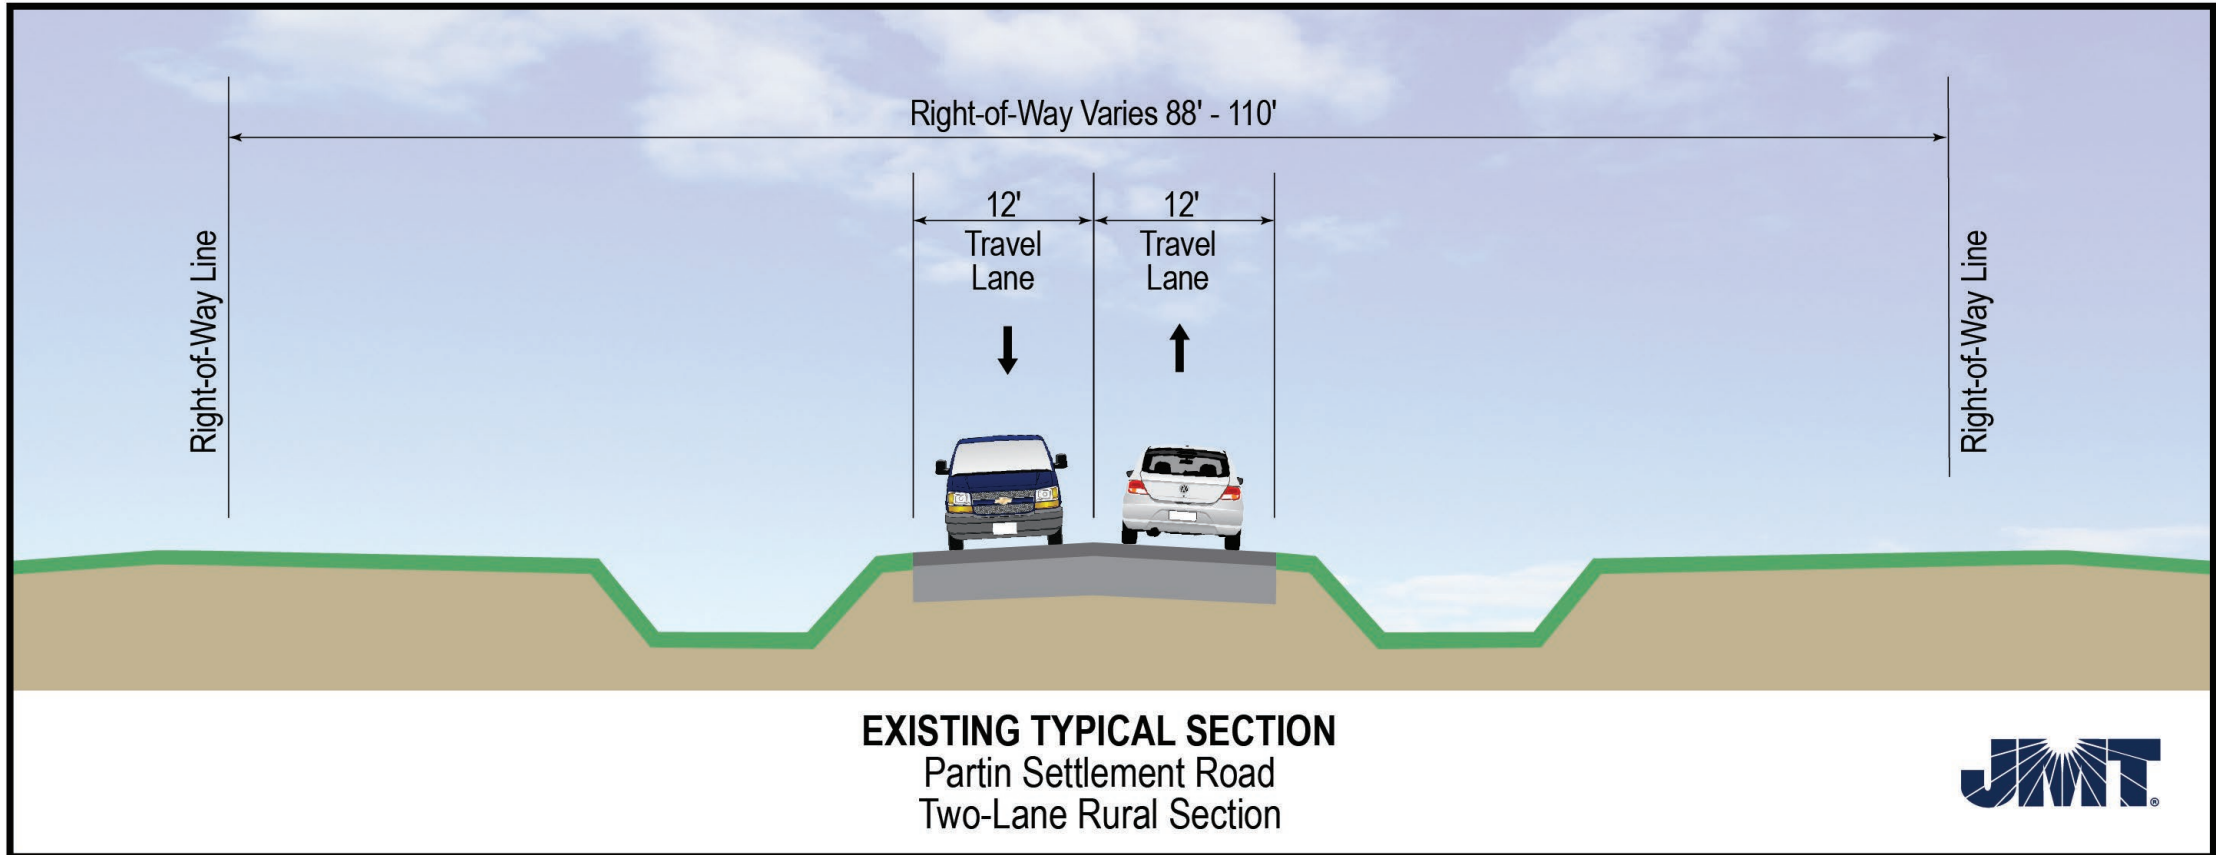 Right-of-Way Varies 88' - 110'
12'
Travel
Lane
12'
Travel
Lane
Right-of-Way Line
Right-of-Way Line
EXISTING TYPICAL SECTION
Partin Settlement Road
Two-Lane Rural Section
JMT®